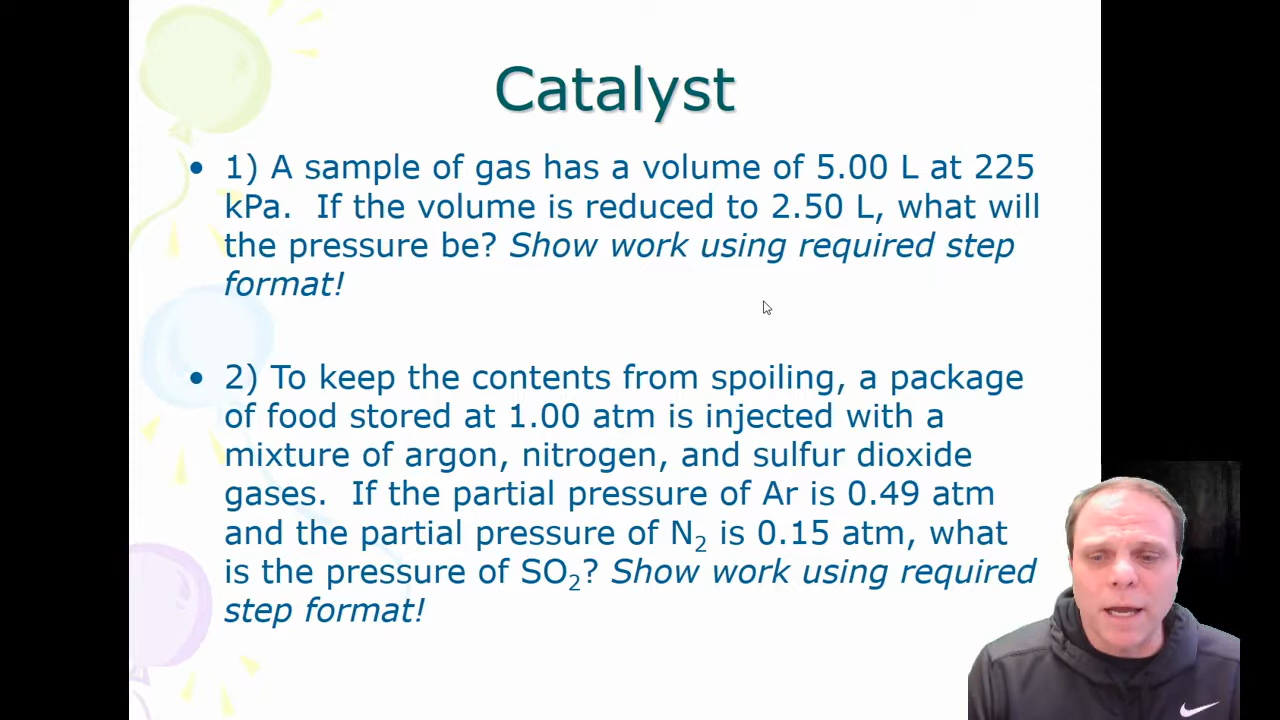 Catalyst
• 1) A sample of gas has a volume of 5.00 L at 225
kPa.  If the volume is reduced to 2.50 L, what will
the pressure be? Show work using required step
format!
• 2) To keep the contents from spoiling, a package
of food stored at 1.00 atm is injected with a
mixture of argon, nitrogen, and sulfur dioxide
gases.  If the partial pressure of Ar is 0.49 atm
and the partial pressure of N₂ is 0.15 atm, what
is the pressure of SO₂? Show work using required
step format!